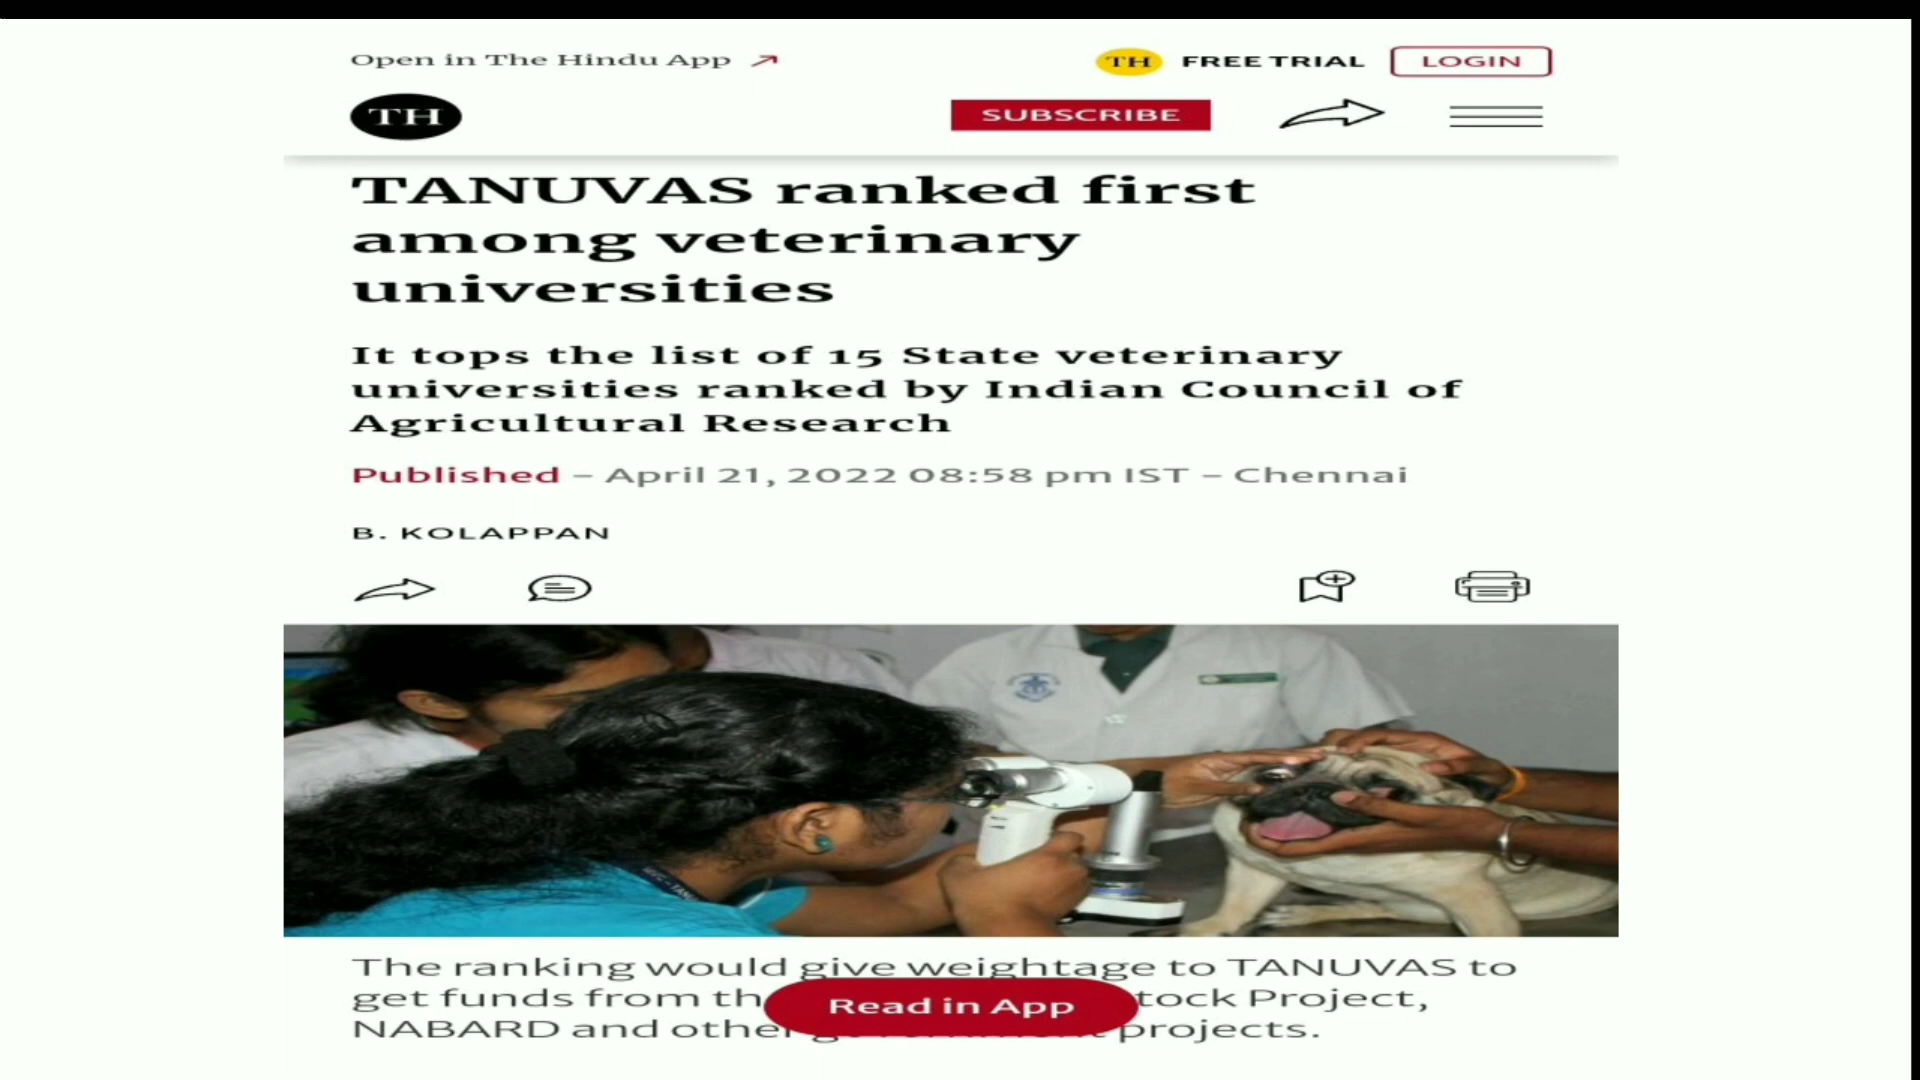 Open in The Hindu App
TH FREE TRIAL LOGIN
TH SUBSCRIBE
TANUVAS ranked first
among veterinary
universities
It tops the list of 15 State veterinary
universities ranked by Indian Council of
Agricultural Research
Published – April 21, 2022 08:58 pm IST – Chennai
B. KOLAPPAN
The ranking would give weightage to TANUVAS to
get funds from Project,
Read in App
NABARD and projects.